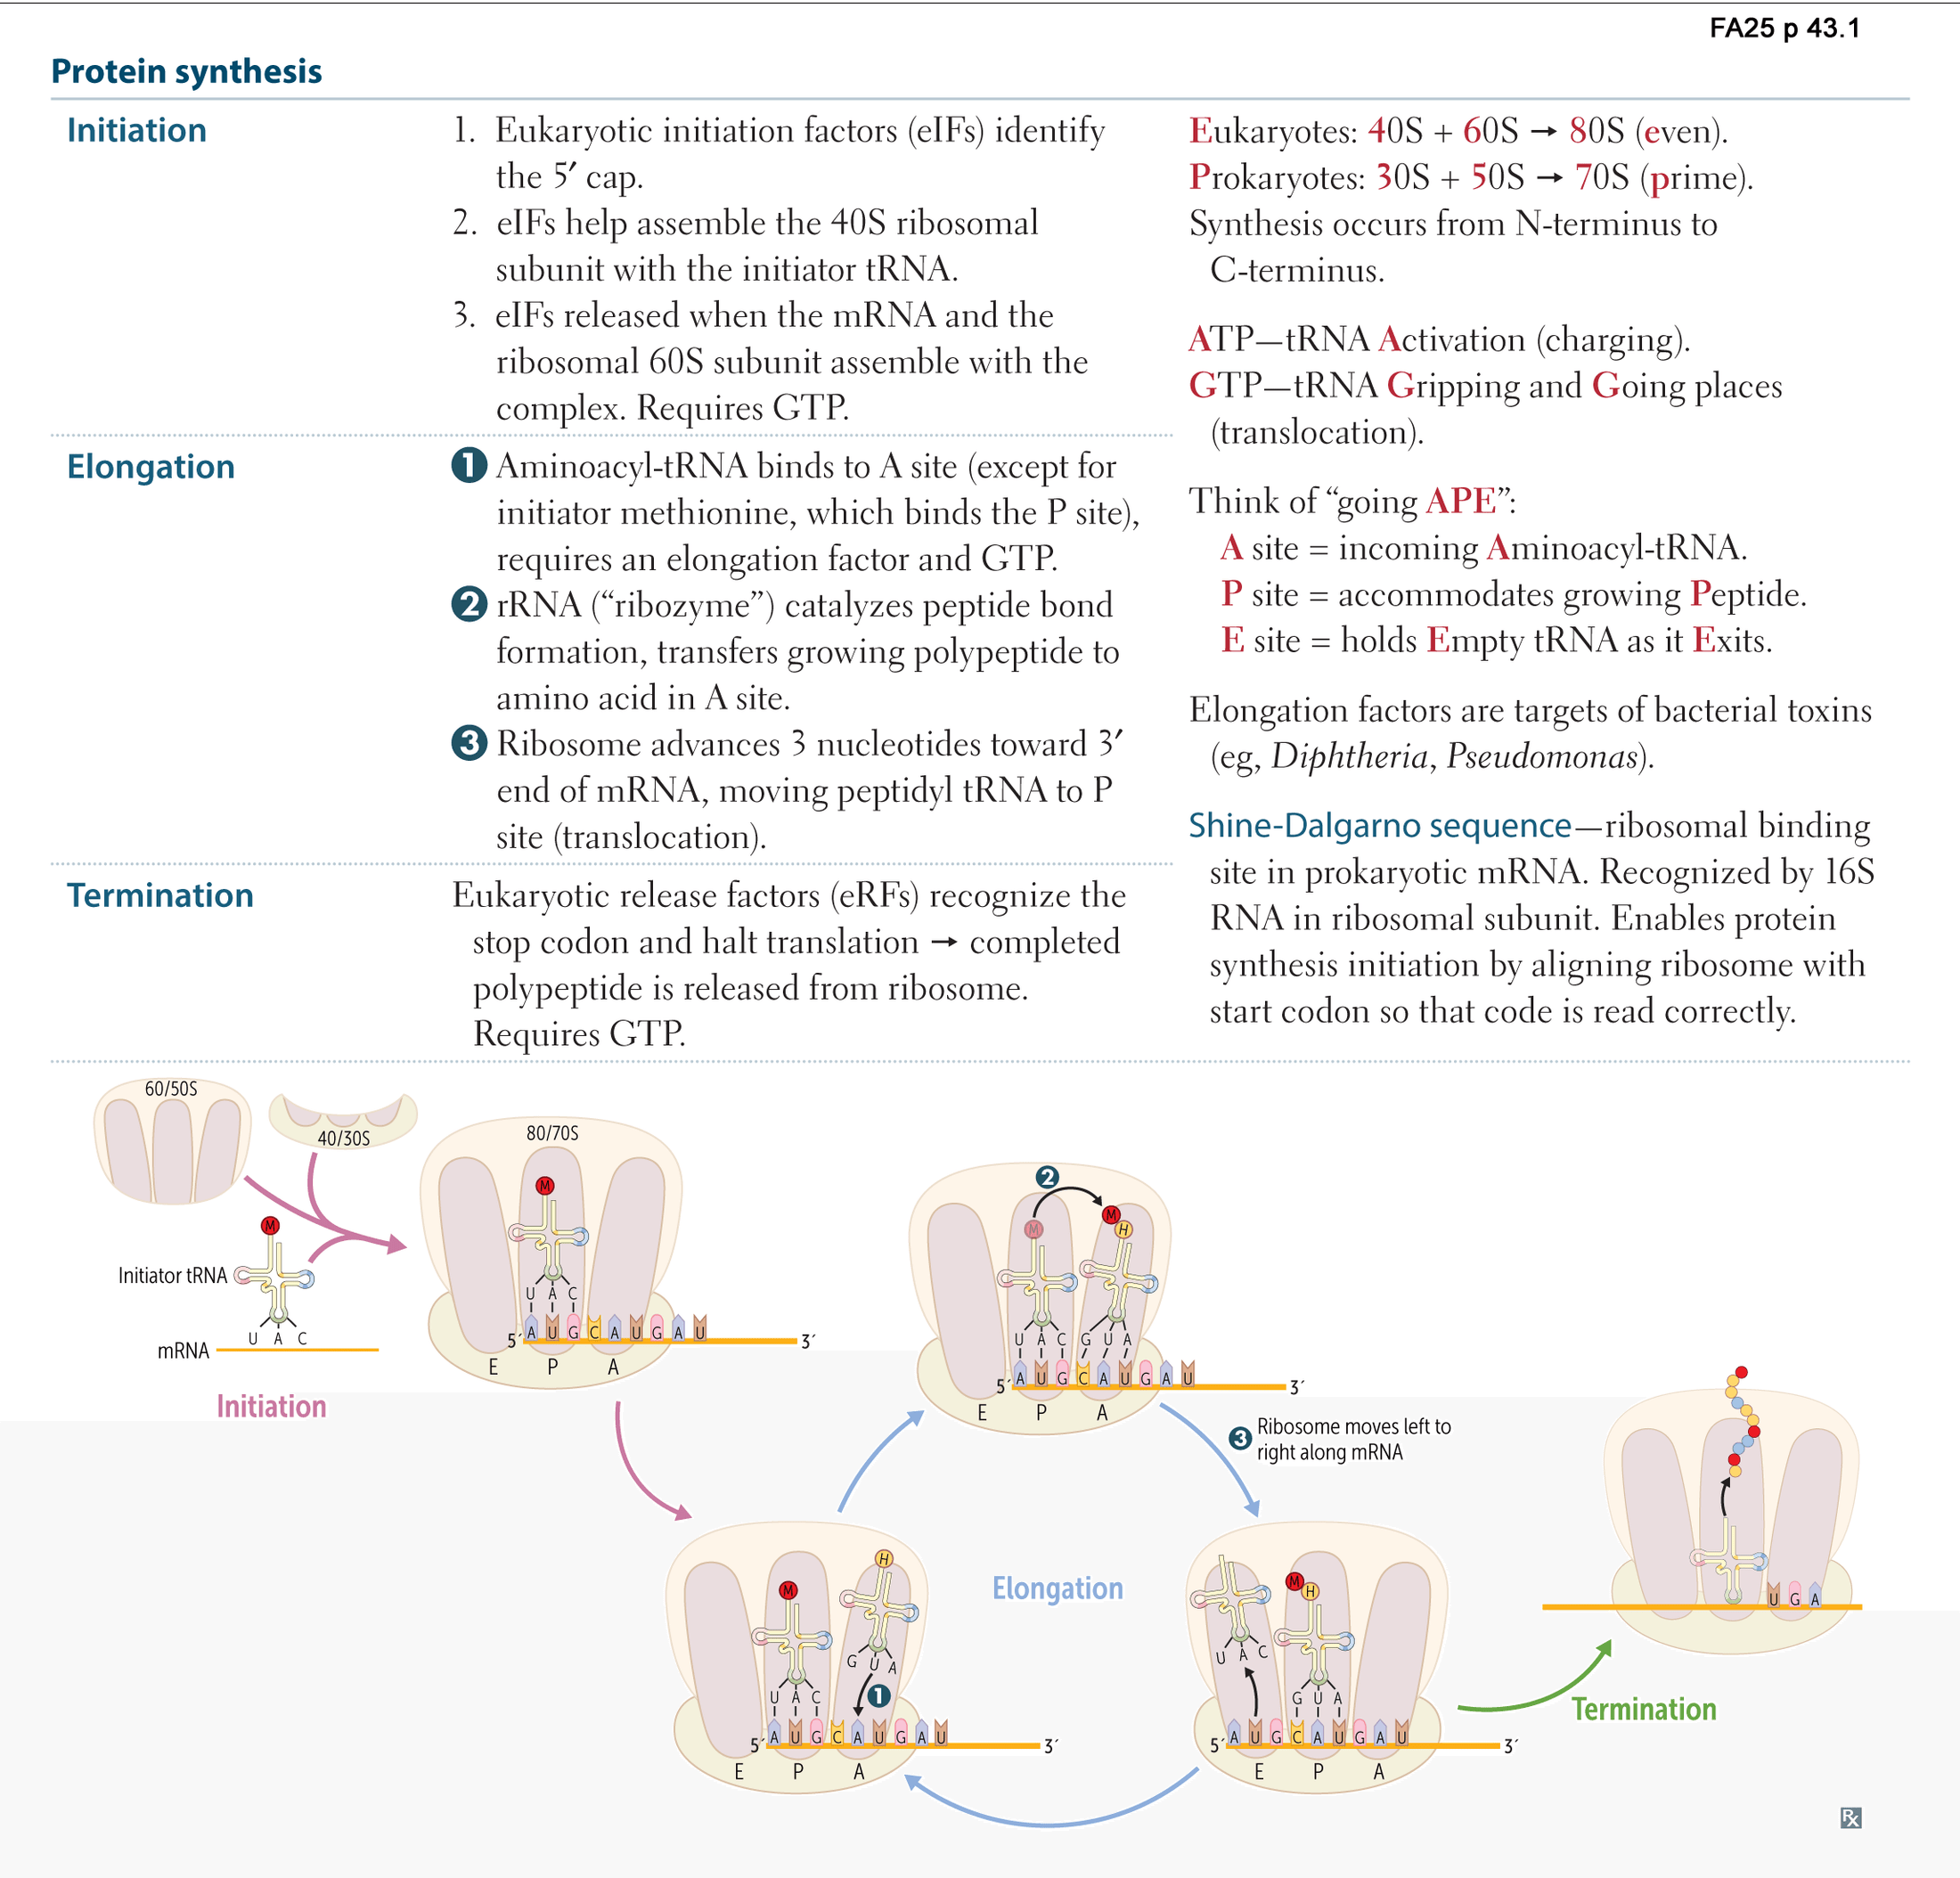 FA25 p 43.1
Protein synthesis
Initiation
1. Eukaryotic initiation factors (eIFs) identify
the 5′ cap.
2. eIFs help assemble the 40S ribosomal
subunit with the initiator tRNA.
3. eIFs released when the mRNA and the
ribosomal 60S subunit assemble with the
complex. Requires GTP.
Elongation
1 Aminoacyl-tRNA binds to A site (except for
initiator methionine, which binds the P site),
requires an elongation factor and GTP.
2 rRNA (“ribozyme”) catalyzes peptide bond
formation, transfers growing polypeptide to
amino acid in A site.
3 Ribosome advances 3 nucleotides toward 3′
end of mRNA, moving peptidyl tRNA to P
site (translocation).
Termination
Eukaryotic release factors (eRFs) recognize the
stop codon and halt translation → completed
polypeptide is released from ribosome.
Requires GTP.
Eukaryotes: 40S + 60S → 80S (even).
Prokaryotes: 30S + 50S → 70S (prime).
Synthesis occurs from N-terminus to
C-terminus.
ATP—tRNA Activation (charging).
GTP—tRNA Gripping and Going places
(translocation).
Think of “going APE”:
A site = incoming Aminoacyl-tRNA.
P site = accommodates growing Peptide.
E site = holds Empty tRNA as it Exits.
Elongation factors are targets of bacterial toxins
(eg, Diphtheria, Pseudomonas).
Shine-Dalgarno sequence—ribosomal binding
site in prokaryotic mRNA. Recognized by 16S
RNA in ribosomal subunit. Enables protein
synthesis initiation by aligning ribosome with
start codon so that code is read correctly.
60/50S
40/30S
M
Initiator tRNA
U A C
mRNA
Initiation
80/70S
M
U A C
5′ A U G C A U G A U 3′
E P A
2
M M H
U A C G U A
5′ A U G C A U G A U 3′
E P A
3 Ribosome moves left to
right along mRNA
Elongation
M H
G U A
1
U A C
5′ A U G C A U G A U 3′
E P A
M H
U A C
G U A
5′ A U G C A U G A U 3′
E P A
U G A
Termination
Rx